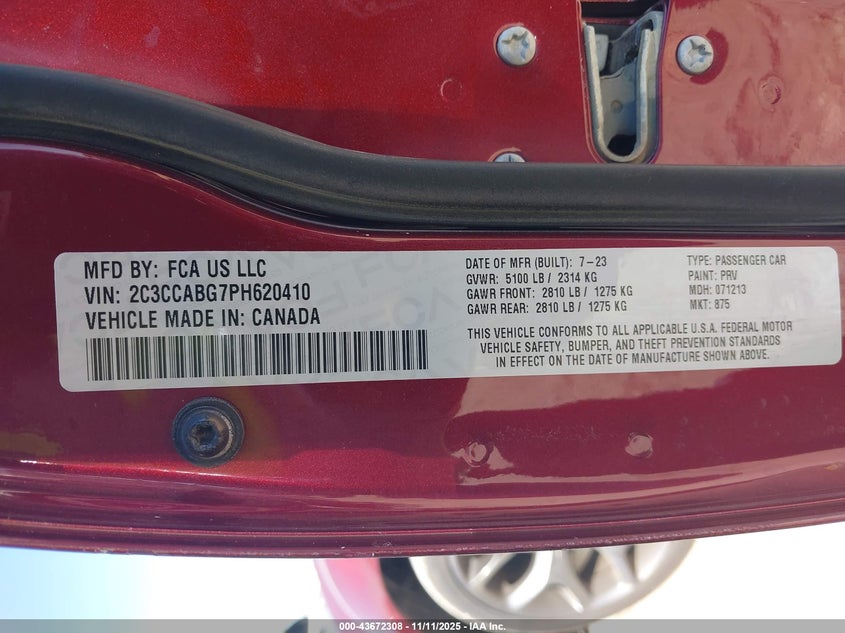 MFD BY: FCA US LLC
VIN: 2C3CCABG7PH620410
VEHICLE MADE IN: CANADA
DATE OF MFR (BUILT): 7-23
GVWR: 5100 LB / 2314 KG
GAWR FRONT: 2810 LB / 1275 KG
GAWR REAR: 2810 LB / 1275 KG
TYPE: PASSENGER CAR
PAINT: PRV
MDH: 071213
MKT: 875
THIS VEHICLE CONFORMS TO ALL APPLICABLE U.S.A. FEDERAL MOTOR
VEHICLE SAFETY, BUMPER, AND THEFT PREVENTION STANDARDS
IN EFFECT ON THE DATE OF MANUFACTURE SHOWN ABOVE.
000-43672308 - 11/11/2025 - IAAI.com